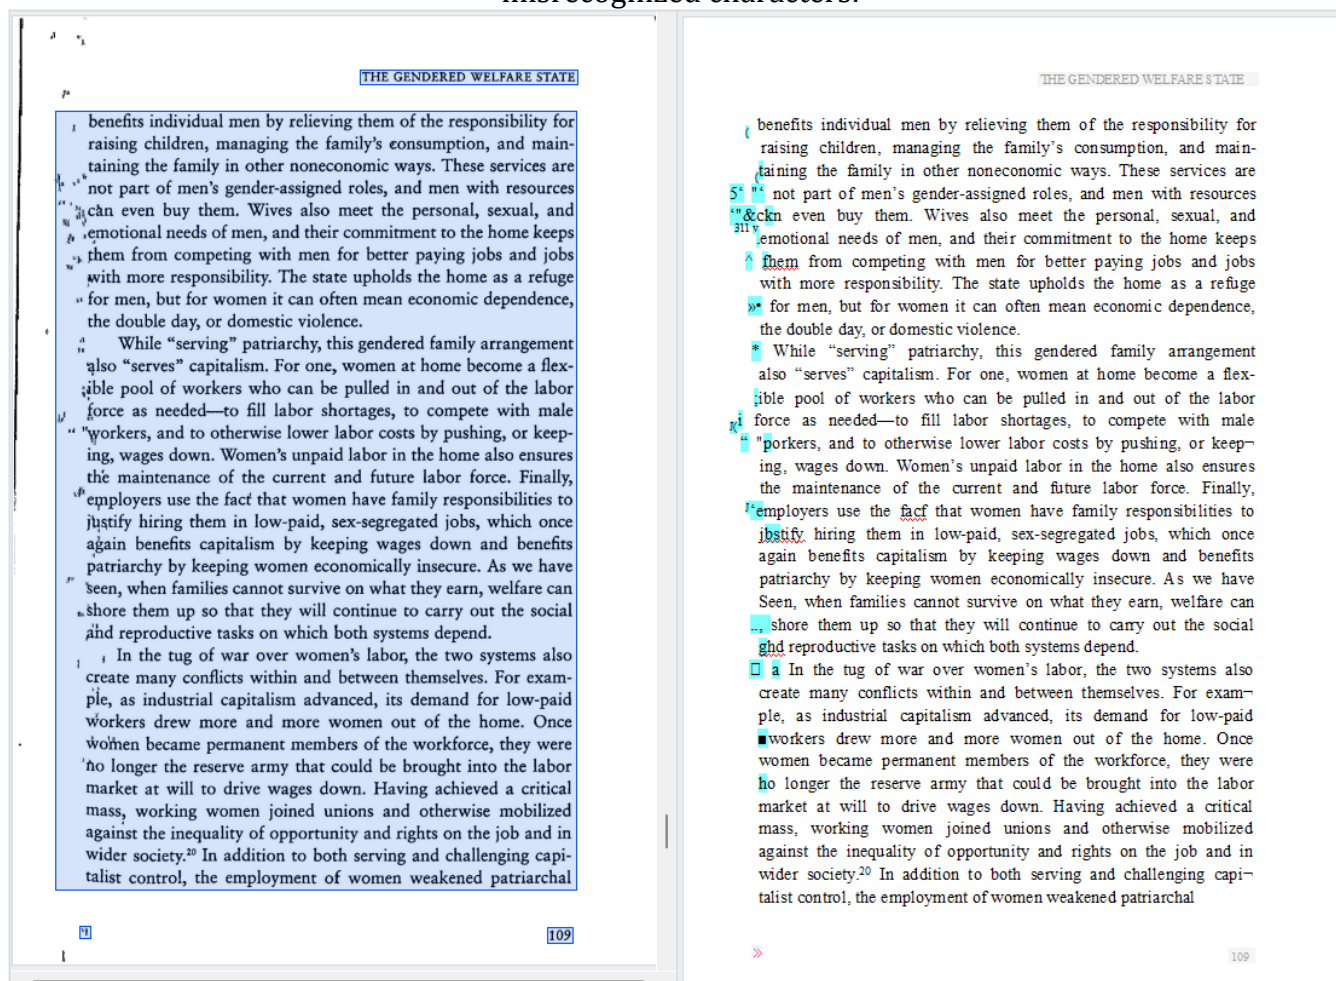 misrecognized characters.
THE GENDERED WELFARE STATE
benefits individual men by relieving them of the responsibility for
raising children, managing the family's consumption, and main-
taining the family in other noneconomic ways. These services are
not part of men's gender-assigned roles, and men with resources
can even buy them. Wives also meet the personal, sexual, and
emotional needs of men, and their commitment to the home keeps
them from competing with men for better paying jobs and jobs
with more responsibility. The state upholds the home as a refuge
for men, but for women it can often mean economic dependence,
the double day, or domestic violence.
While “serving” patriarchy, this gendered family arrangement
also “serves” capitalism. For one, women at home become a flex-
ible pool of workers who can be pulled in and out of the labor
force as needed—to fill labor shortages, to compete with male
workers, and to otherwise lower labor costs by pushing, or keep-
ing, wages down. Women's unpaid labor in the home also ensures
the maintenance of the current and future labor force. Finally,
employers use the fact that women have family responsibilities to
justify hiring them in low-paid, sex-segregated jobs, which once
again benefits capitalism by keeping wages down and benefits
patriarchy by keeping women economically insecure. As we have
seen, when families cannot survive on what they earn, welfare can
shore them up so that they will continue to carry out the social
and reproductive tasks on which both systems depend.
In the tug of war over women's labor, the two systems also
create many conflicts within and between themselves. For exam-
ple, as industrial capitalism advanced, its demand for low-paid
workers drew more and more women out of the home. Once
women became permanent members of the workforce, they were
no longer the reserve army that could be brought into the labor
market at will to drive wages down. Having achieved a critical
mass, working women joined unions and otherwise mobilized
against the inequality of opportunity and rights on the job and in
wider society.20 In addition to both serving and challenging capi-
talist control, the employment of women weakened patriarchal
109
THE GENDERED WELFARE STATE
( benefits individual men by relieving them of the responsibility for
raising children, managing the family's consumption, and main-
(taining the family in other noneconomic ways. These services are
5‘ "‘ not part of men's gender-assigned roles, and men with resources
‘"&ckn even buy them. Wives also meet the personal, sexual, and
311 v
.emotional needs of men, and their commitment to the home keeps
^ fhem from competing with men for better paying jobs and jobs
with more responsibility. The state upholds the home as a refuge
»• for men, but for women it can often mean economic dependence,
the double day, or domestic violence.
* While “serving” patriarchy, this gendered family arrangement
also “serves” capitalism. For one, women at home become a flex-
;ible pool of workers who can be pulled in and out of the labor
force as needed—to fill labor shortages, to compete with male
“ "porkers, and to otherwise lower labor costs by pushing, or keep¬
ing, wages down. Women's unpaid labor in the home also ensures
the maintenance of the current and future labor force. Finally,
J‘employers use the facf that women have family responsibilities to
jbstify hiring them in low-paid, sex-segregated jobs, which once
again benefits capitalism by keeping wages down and benefits
patriarchy by keeping women economically insecure. As we have
Seen, when families cannot survive on what they earn, welfare can
.., shore them up so that they will continue to carry out the social
ghd reproductive tasks on which both systems depend.
□ a In the tug of war over women's labor, the two systems also
create many conflicts within and between themselves. For exam¬
ple, as industrial capitalism advanced, its demand for low-paid
■workers drew more and more women out of the home. Once
women became permanent members of the workforce, they were
ho longer the reserve army that could be brought into the labor
market at will to drive wages down. Having achieved a critical
mass, working women joined unions and otherwise mobilized
against the inequality of opportunity and rights on the job and in
wider society.20 In addition to both serving and challenging capi¬
talist control, the employment of women weakened patriarchal
»
109